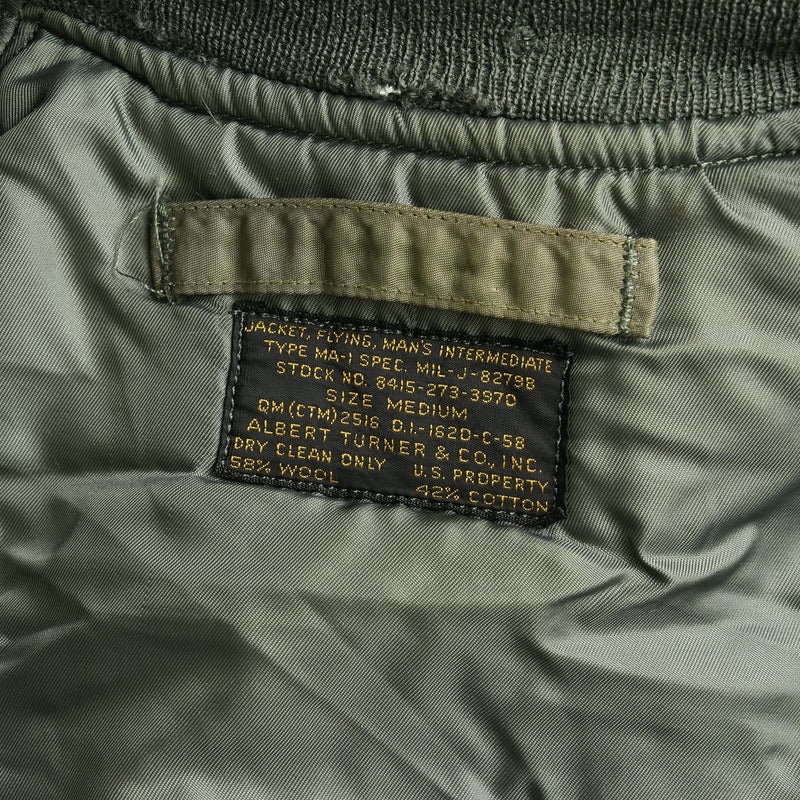 JACKET, FLYING, MAN'S INTERMEDIATE
TYPE MA-1 SPEC. MIL-J-8279B
STOCK NO. 8415-273-3970
SIZE MEDIUM
QM (CTM) 2516 O.I.-1620-C-58
ALBERT TURNER & CO., INC.
DRY CLEAN ONLY U.S. PROPERTY
58% WOOL 42% COTTON